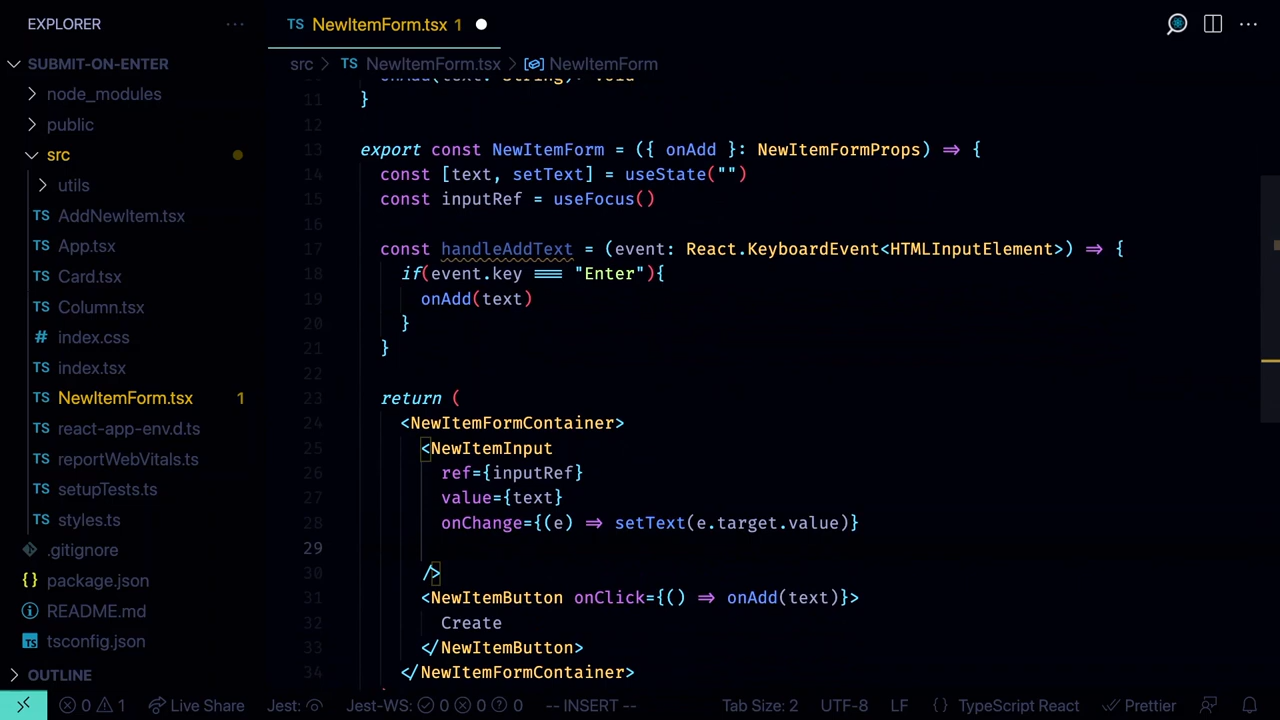 EXPLORER ...
SUBMIT-ON-ENTER
node_modules
public
src
utils
TS AddNewItem.tsx
TS App.tsx
TS Card.tsx
TS Column.tsx
# index.css
TS index.tsx
TS NewItemForm.tsx 1
TS react-app-env.d.ts
TS reportWebVitals.ts
TS setupTests.ts
TS styles.ts
.gitignore
{} package.json
README.md
TS tsconfig.json
OUTLINE
TS NewItemForm.tsx 1
src > TS NewItemForm.tsx > NewItemForm
10 onAdd(text: String): void
11 }
12
13 export const NewItemForm = ({ onAdd }: NewItemFormProps) => {
14 const [text, setText] = useState("")
15 const inputRef = useFocus()
16
17 const handleAddText = (event: React.KeyboardEvent<HTMLInputElement>) => {
18 if(event.key === "Enter"){
19 onAdd(text)
20 }
21 }
22
23 return (
24 <NewItemFormContainer>
25 <NewItemInput
26 ref={inputRef}
27 value={text}
28 onChange={(e) => setText(e.target.value)}
29
30 />
31 <NewItemButton onClick={() => onAdd(text)}>
32 Create
33 </NewItemButton>
34 </NewItemFormContainer>
0 1 Live Share Jest: Jest-WS: 0 0 0 -- INSERT -- Tab Size: 2 UTF-8 LF {} TypeScript React Prettier